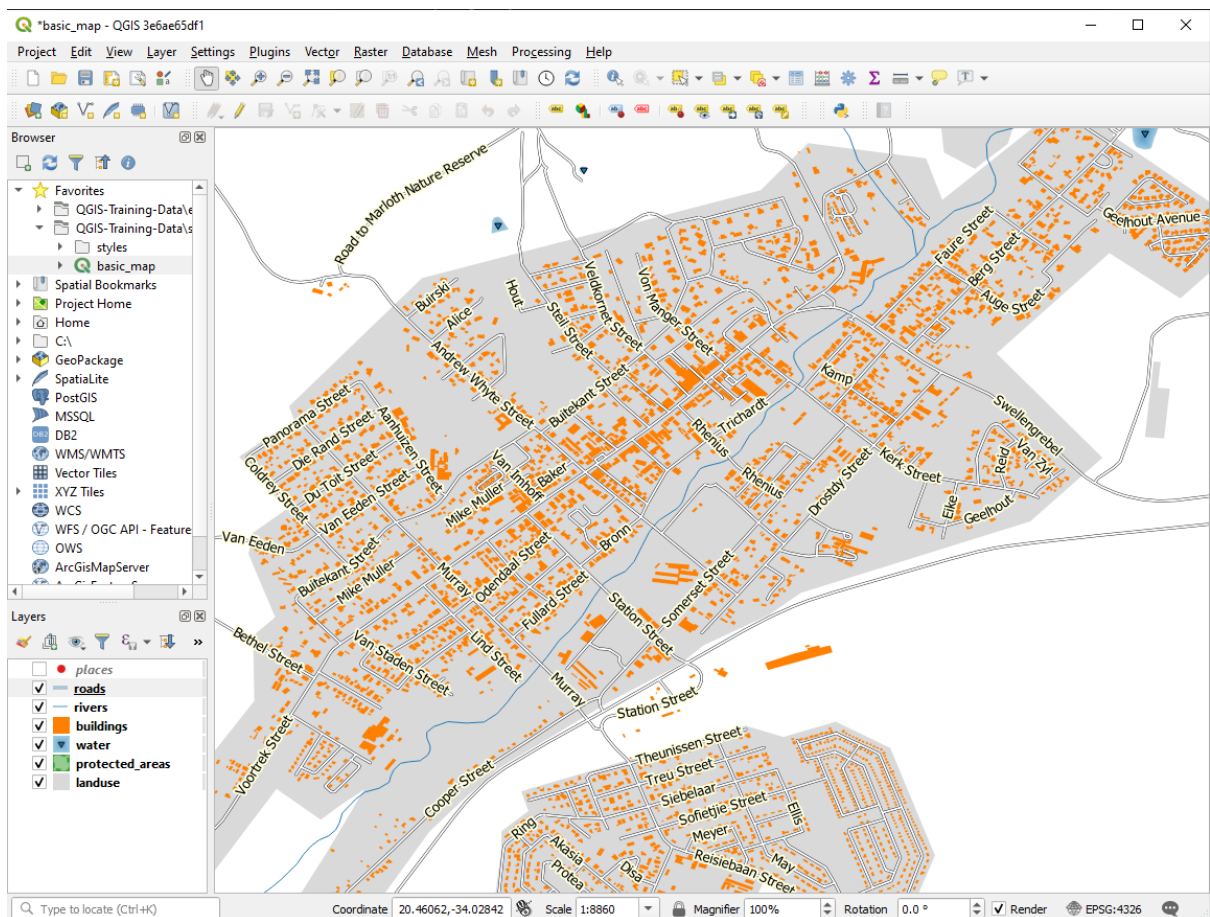 *basic_map - QGIS 3e6ae65df1
Project Edit View Layer Settings Plugins Vector Raster Database Mesh Processing Help
Browser
Favorites
QGIS-Training-Data\e
QGIS-Training-Data\s
styles
basic_map
Spatial Bookmarks
Project Home
Home
C:\
GeoPackage
SpatiaLite
PostGIS
MSSQL
DB2
WMS/WMTS
Vector Tiles
XYZ Tiles
WCS
WFS / OGC API - Feature
OWS
ArcGisMapServer
Layers
places
roads
rivers
buildings
water
protected_areas
landuse
Road to Marloth Nature Reserve
Geelhout Avenue
Faure Street
Berg Street
Auge Street
Buirski
Alice
Hout
Steil Street
Veldkornet Street
Von Manger Street
Andrew Whyte Street
Buitekant Street
Kamp
Trichardt
Rhenius
Swellengrebel
Van Zyl
Reid
Panorama Street
Die Rand Street
Aanhuizen Street
Coldrey Street
Du Toit Street
Van Eeden Street
Van Imhoff
Baker
Mike Muller
Rhenius
Drostdy Street
Kerk Street
Eike
Geelhout
Van Eeden
Buitekant Street
Mike Muller
Murray
Odendaal Street
Bronn
Fullard Street
Station Street
Somerset Street
Bethel Street
Van Staden Street
Lind Street
Murray
Station Street
Voortrek Street
Cooper Street
Theunissen Street
Treu Street
Siebelaar
Sofietjie Street
Ellis
Meyer
Ring
Akasia
Protea
Disa
Reisiebaan Street
May
Type to locate (Ctrl+K) Coordinate 20.46062,-34.02842 Scale 1:8860 Magnifier 100% Rotation 0.0 ° Render EPSG:4326